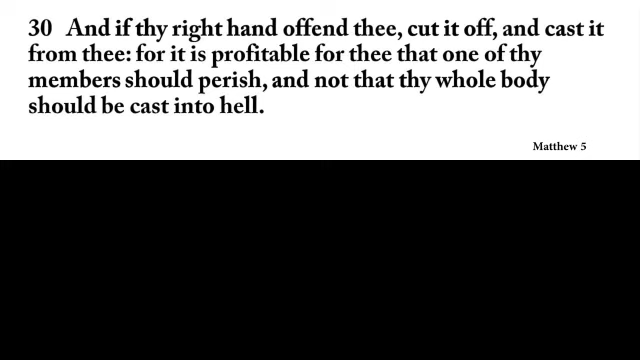 30 And if thy right hand offend thee, cut it off, and cast it
from thee: for it is profitable for thee that one of thy
members should perish, and not that thy whole body
should be cast into hell.
Matthew 5